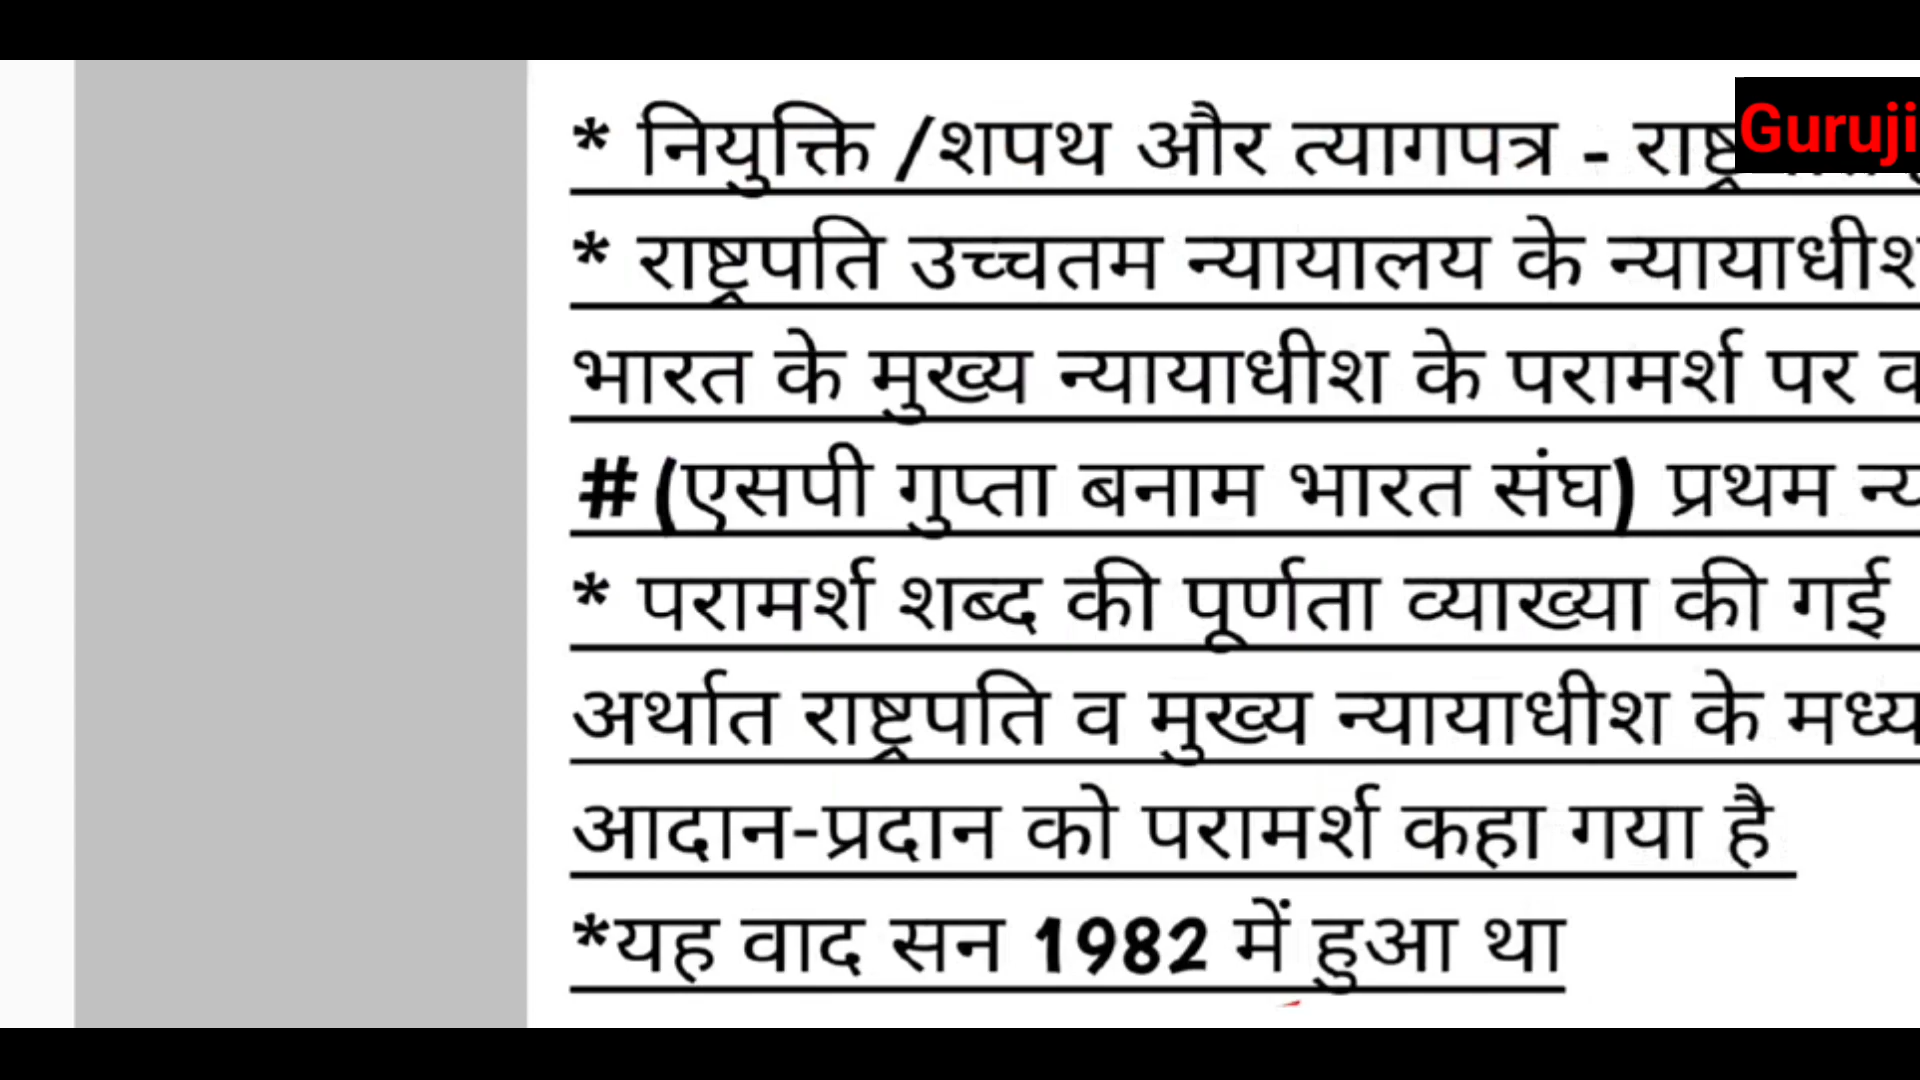 * नियुक्ति /शपथ और त्यागपत्र -
Guruji
* राष्ट्रपति उच्चतम न्यायालय के न्यायाधीश
भारत के मुख्य न्यायाधीश के परामर्श पर
#(एसपी गुप्ता बनाम भारत संघ) प्रथम
* परामर्श शब्द की पूर्णता व्याख्या की गई
अर्थात राष्ट्रपति व मुख्य न्यायाधीश के मध्य
आदान-प्रदान को परामर्श कहा गया है
*यह वाद सन 1982 में हुआ था